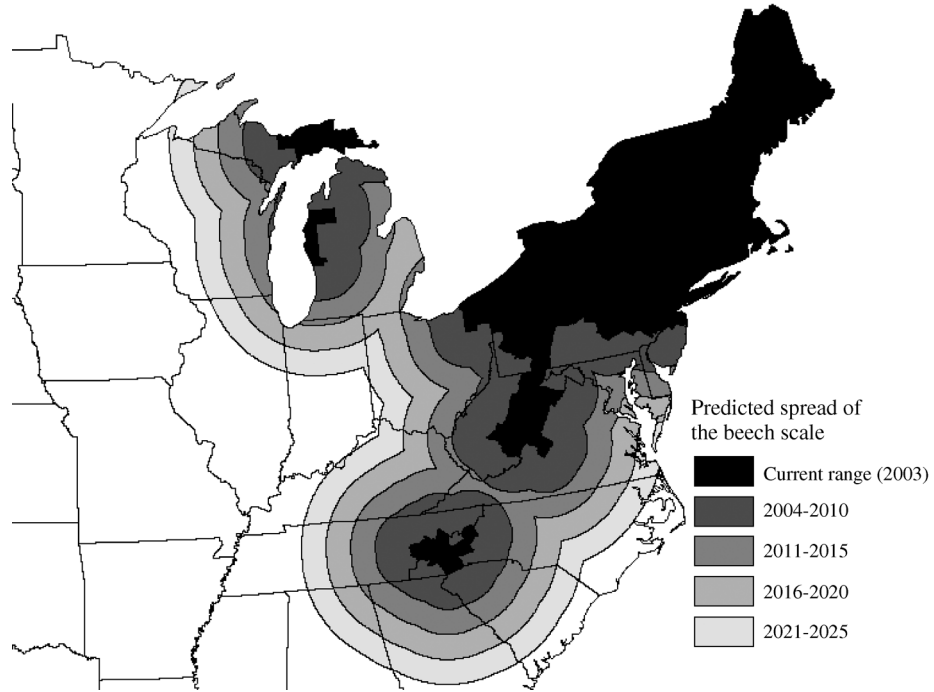 Predicted spread of
the beech scale
Current range (2003)
2004-2010
2011-2015
2016-2020
2021-2025